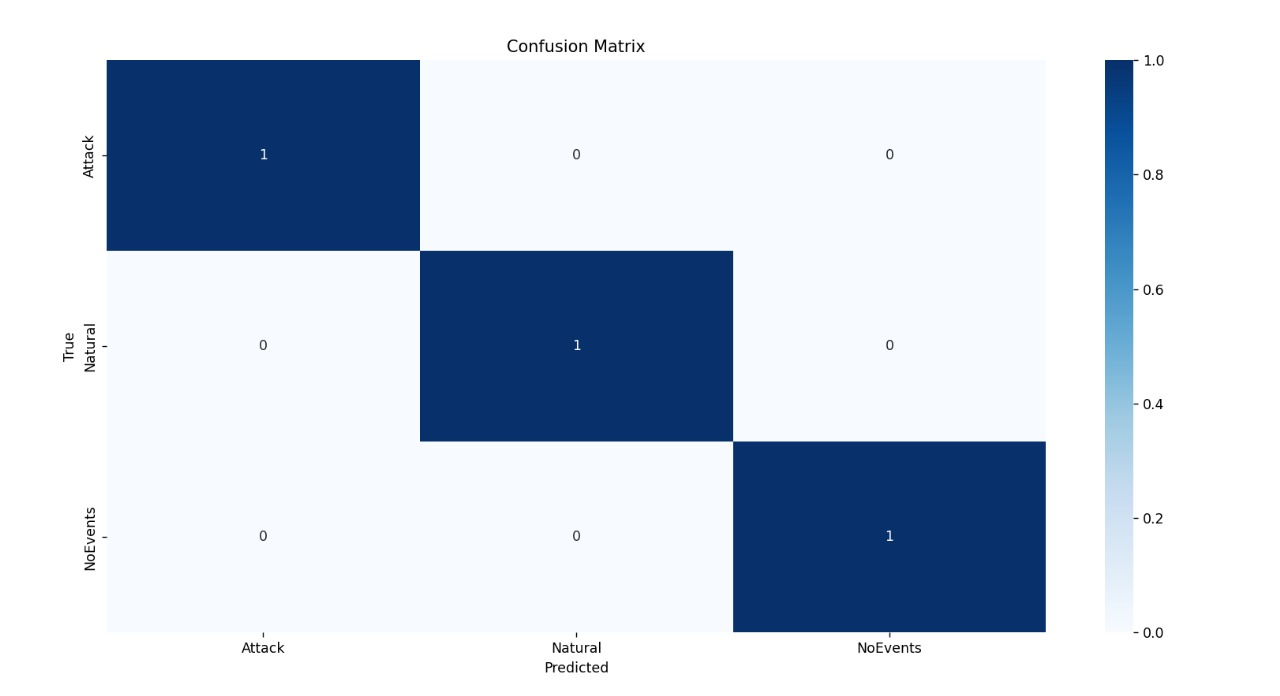 Confusion Matrix
Attack
1 0 0
Natural
0 1 0
NoEvents
0 0 1
True
Attack Natural NoEvents
Predicted
1.0
0.8
0.6
0.4
0.2
0.0